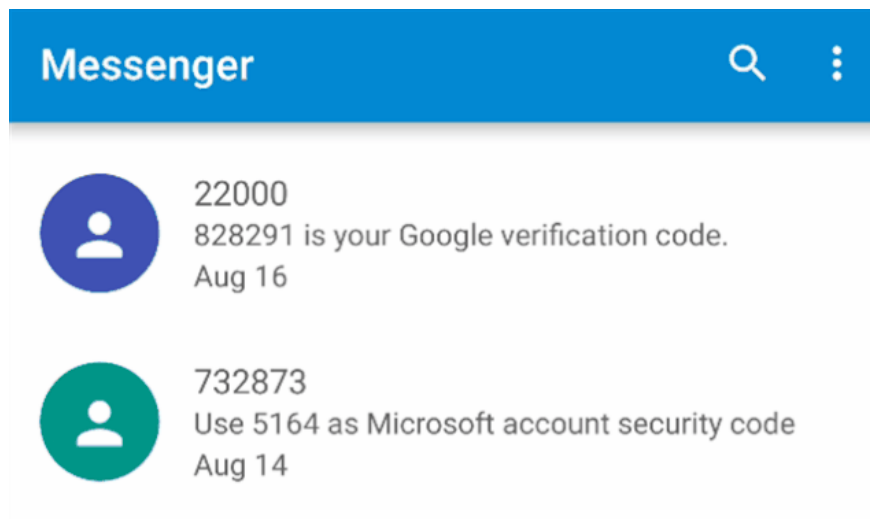 Messenger
22000
828291 is your Google verification code.
Aug 16
732873
Use 5164 as Microsoft account security code
Aug 14